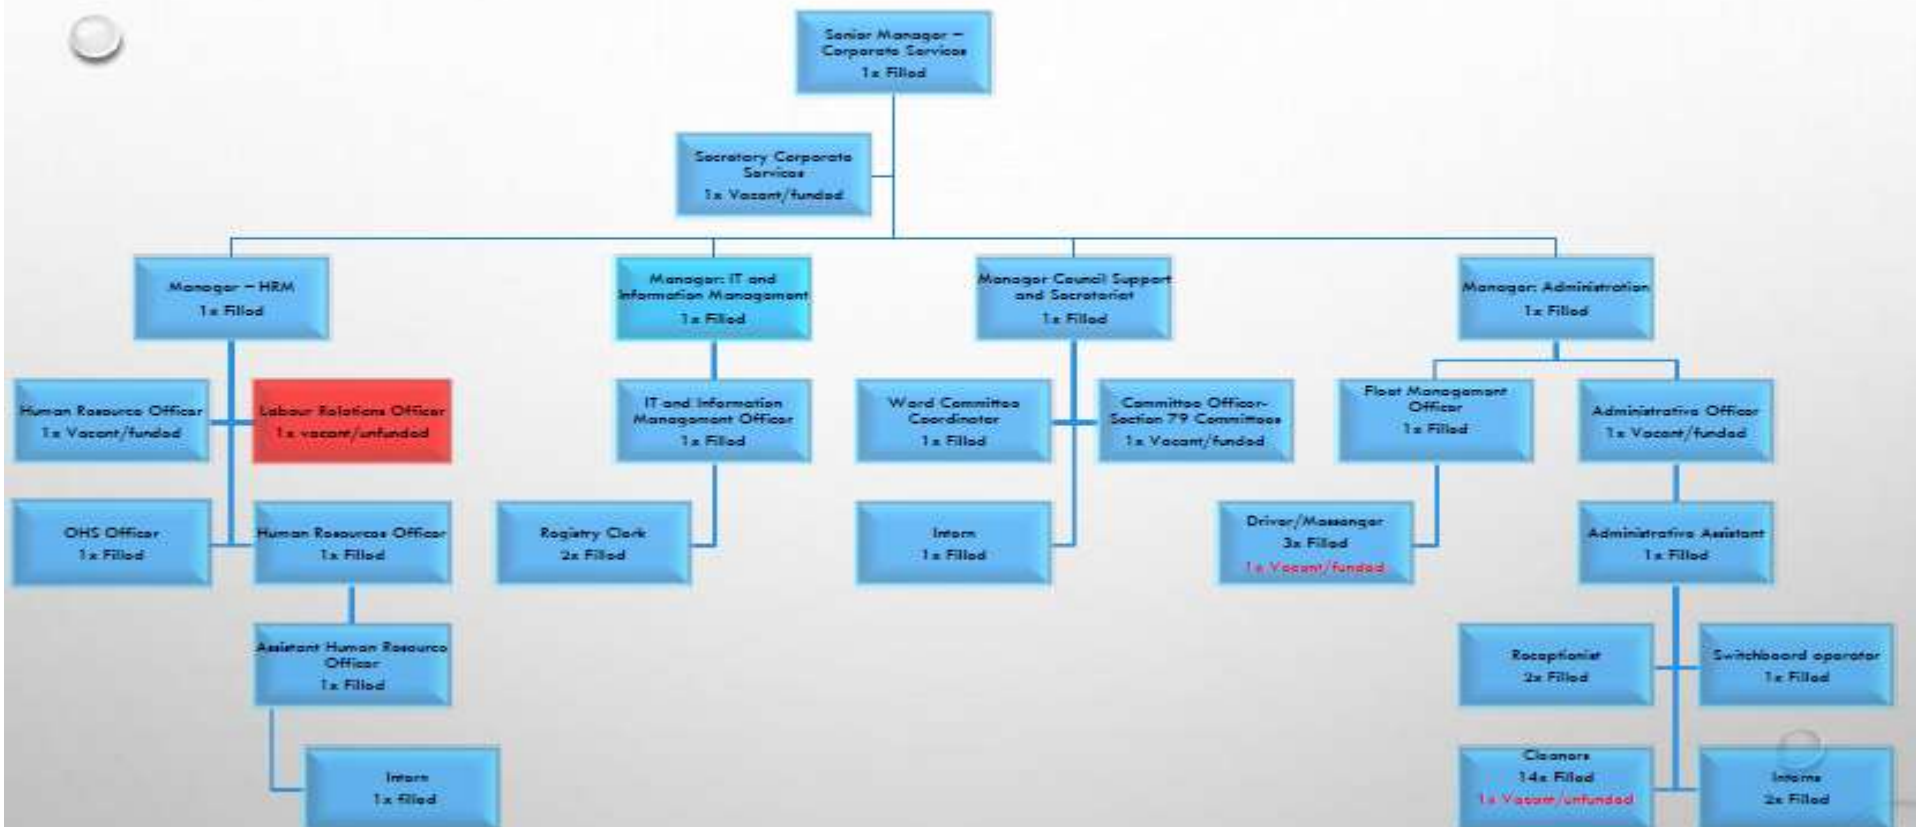 Senior Manager –
Corporate Services
1x Filled
Secretary Corporate
Services
1x Vacant/funded
Manager – HRM
1x Filled
Manager: IT and
Information Management
1x Filled
Manager Council Support
and Secretariat
1x Filled
Manager: Administration
1x Filled
Human Resource Officer
1x Vacant/funded
Labour Relations Officer
1x vacant/unfunded
IT and Information
Management Officer
1x Filled
Ward Committee
Coordinator
1x Filled
Committee Officer-
Section 79 Committees
1x Vacant/funded
Fleet Management
Officer
1x Filled
Administrative Officer
1x Vacant/funded
OHS Officer
1x Filled
Human Resources Officer
1x Filled
Registry Clerk
2x Filled
Intern
1x Filled
Driver/Messenger
3x Filled
1x Vacant/funded
Administrative Assistant
1x Filled
Assistant Human Resource
Officer
1x Filled
Receptionist
2x Filled
Switchboard operator
1x Filled
Intern
1x filled
Cleaners
14x Filled
1x Vacant/unfunded
Interns
2x Filled